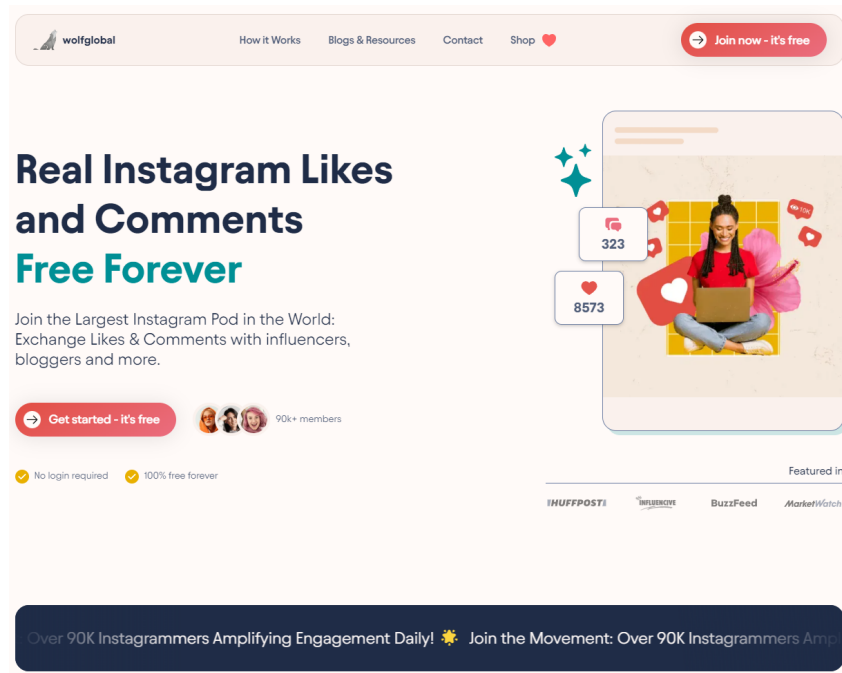 wolfglobal
How it Works
Blogs & Resources
Contact
Shop
Join now - it's free
Real Instagram Likes
and Comments
Free Forever
Join the Largest Instagram Pod in the World:
Exchange Likes & Comments with influencers,
bloggers and more.
Get started - it's free
90k+ members
No login required
100% free forever
10K
323
8573
Featured in
HUFFPOST
INFLUENCIVE
BuzzFeed
MarketWatch
Over 90K Instagrammers Amplifying Engagement Daily! 🌟 Join the Movement: Over 90K Instagrammers Amp